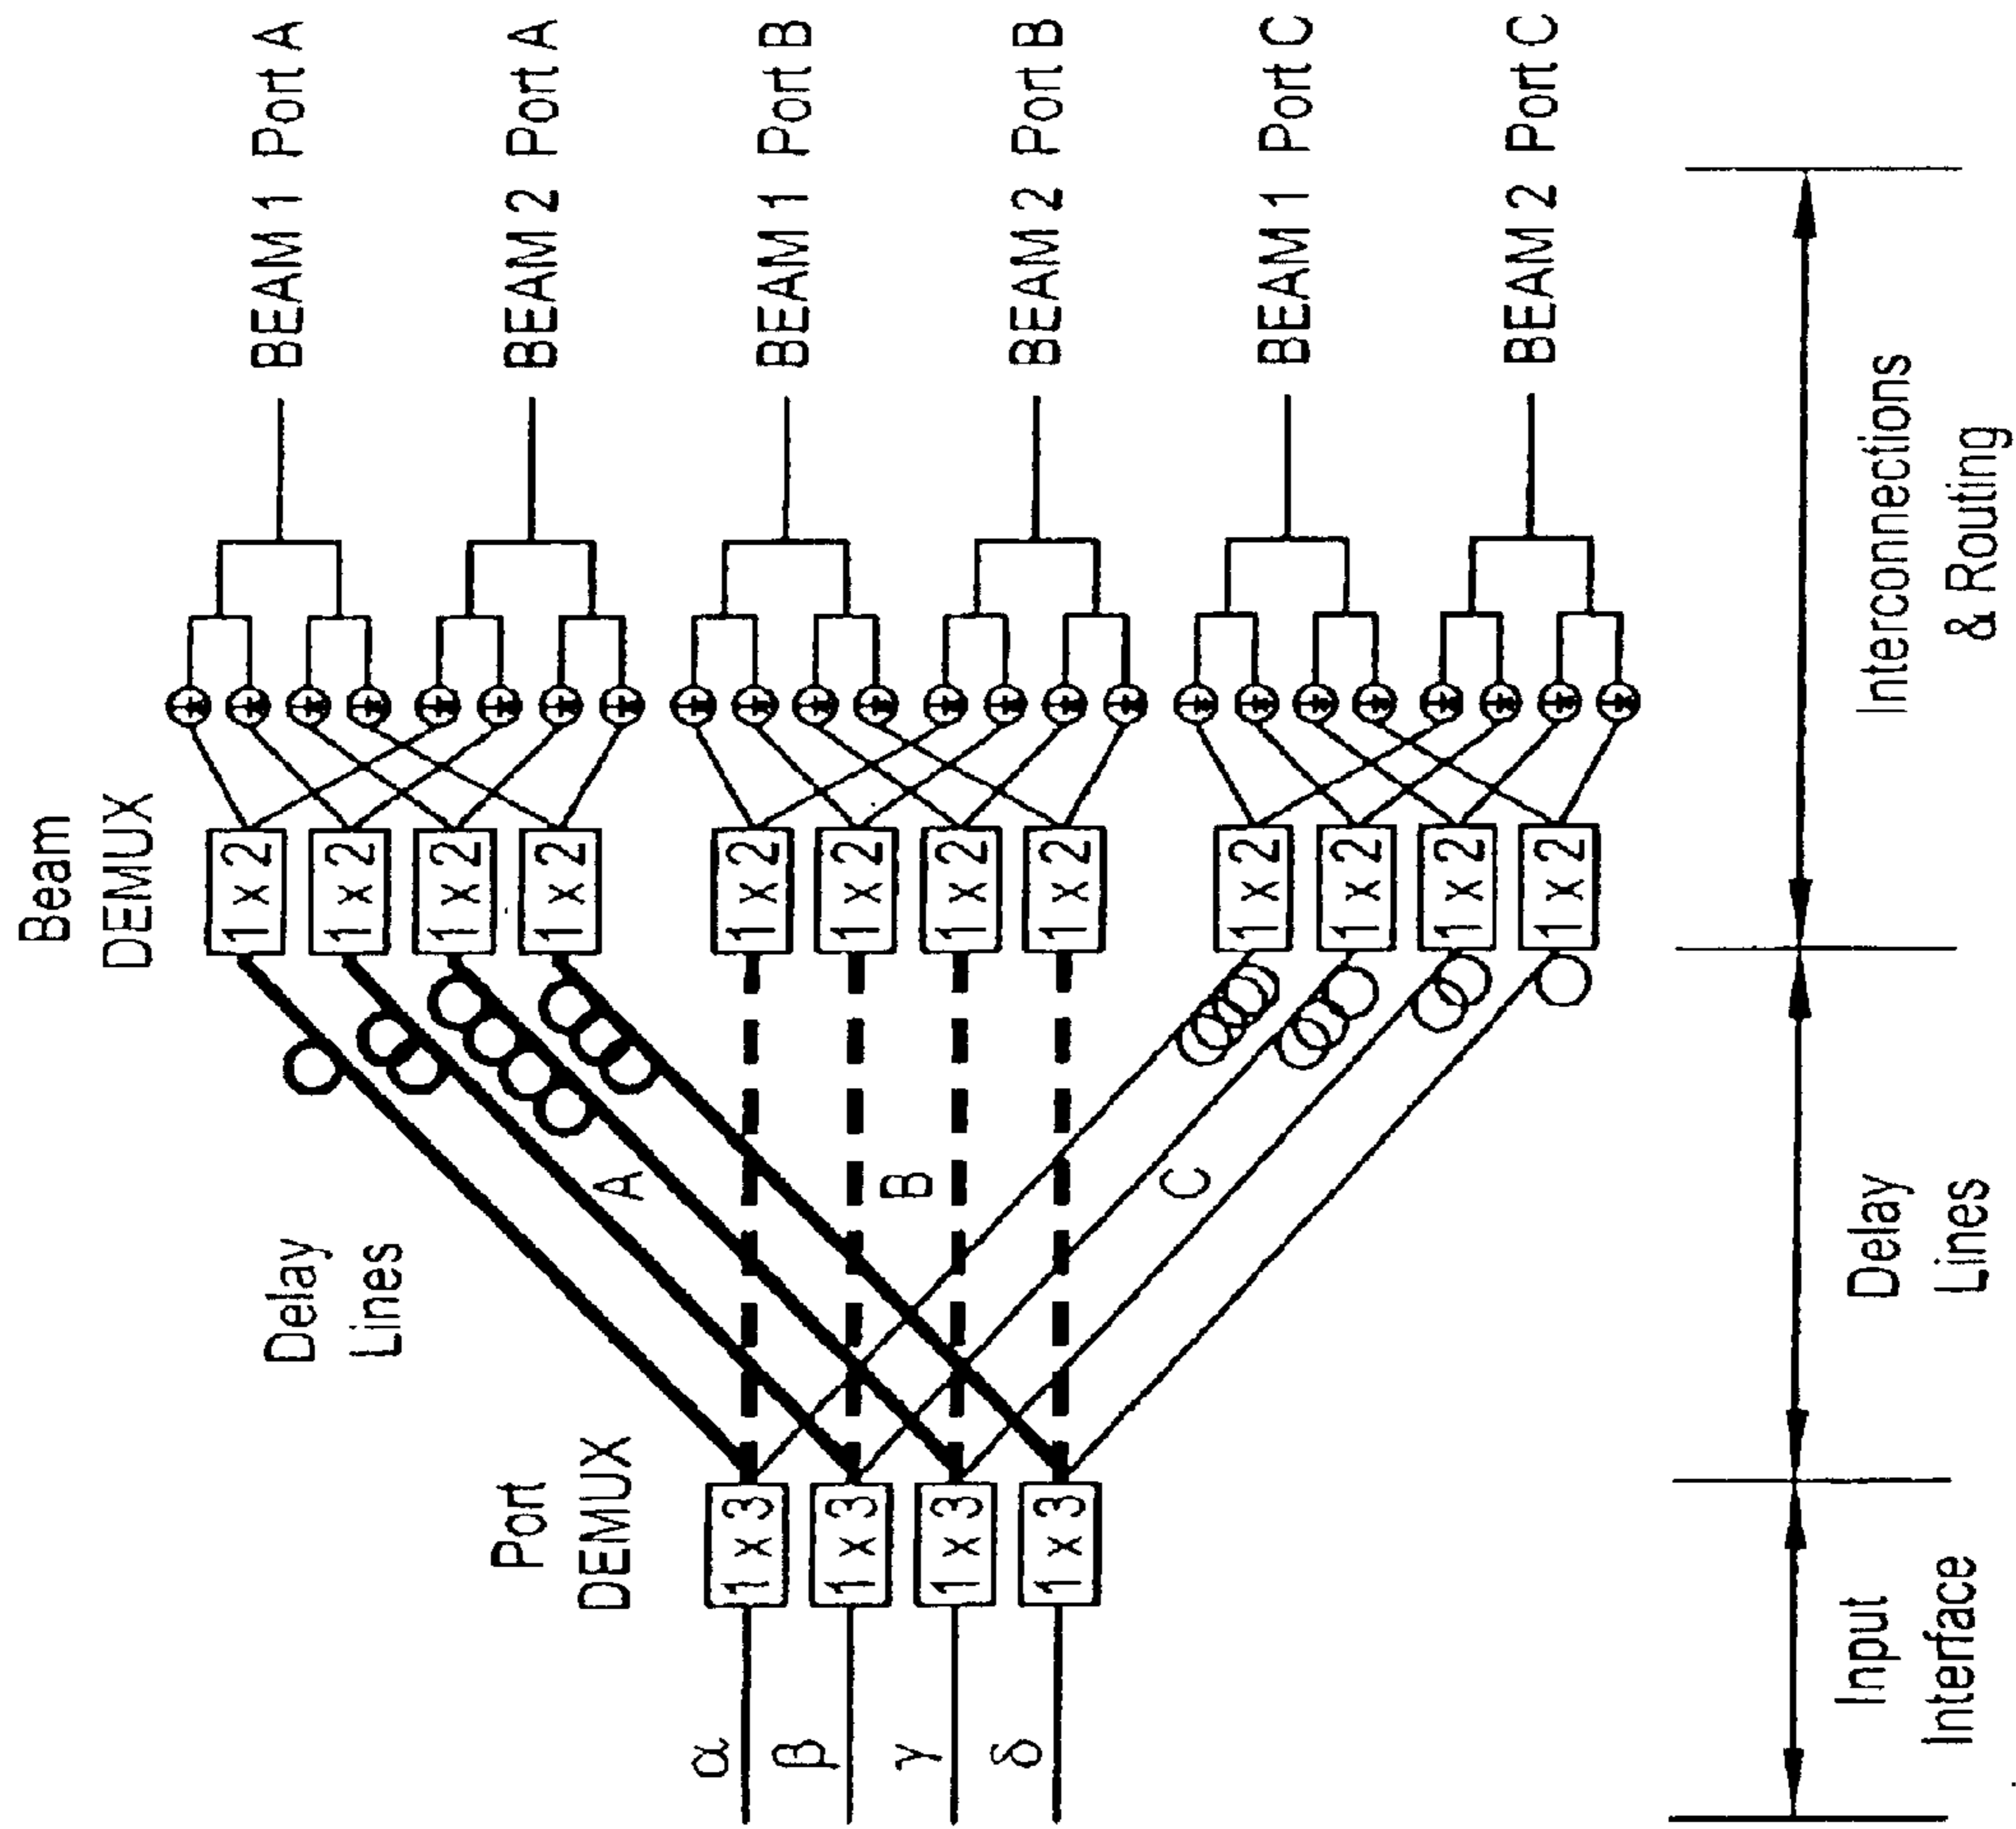 α
β
γ
δ
Port
DEMUX
1 x 3
1 x 3
1 x 3
1 x 3
Delay
Lines
A
B
C
Beam
DEMUX
1 x 2
1 x 2
1 x 2
1 x 2
1 x 2
1 x 2
1 x 2
1 x 2
1 x 2
1 x 2
1 x 2
1 x 2
BEAM 1 Port A
BEAM 2 Port A
BEAM 1 Port B
BEAM 2 Port B
BEAM 1 Port C
BEAM 2 Port C
Input
Interface
Delay
Lines
Interconnections
& Routing